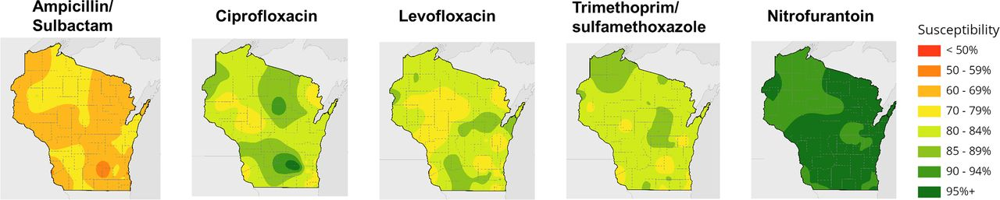 Ampicillin/
Sulbactam
Ciprofloxacin
Levofloxacin
Trimethoprim/
sulfamethoxazole
Nitrofurantoin
Susceptibility
< 50%
50 - 59%
60 - 69%
70 - 79%
80 - 84%
85 - 89%
90 - 94%
95%+